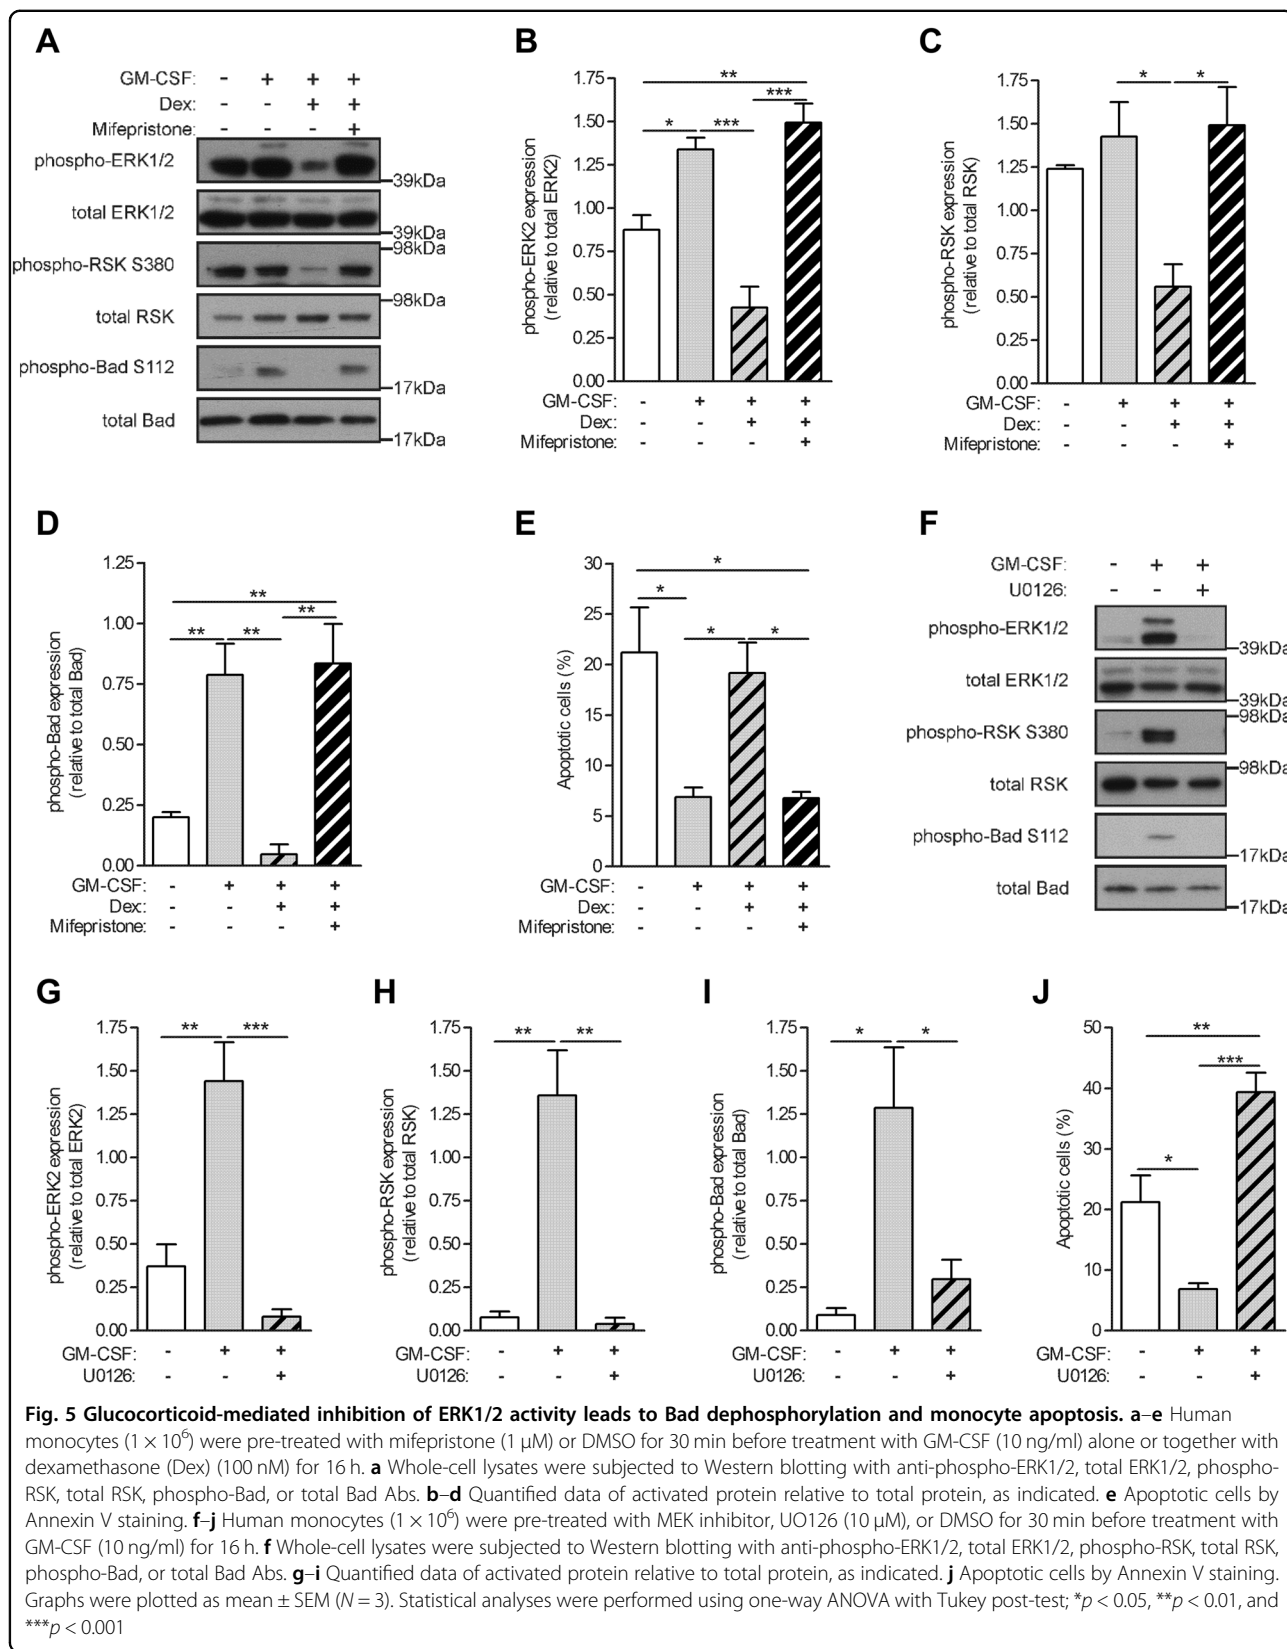 A
GM-CSF: - + + +
Dex: - - + +
Mifepristone: - - - +
phospho-ERK1/2
39kDa
total ERK1/2
39kDa
98kDa
phospho-RSK S380
98kDa
total RSK
phospho-Bad S112
17kDa
total Bad
17kDa
B
phospho-ERK2 expression
(relative to total ERK2)
1.75
1.50
1.25
1.00
0.75
0.50
0.25
0.00
**
***
* ***
GM-CSF: - + + +
Dex: - - + +
Mifepristone: - - - +
C
phospho-RSK expression
(relative to total RSK)
1.75
1.50
1.25
1.00
0.75
0.50
0.25
0.00
* *
GM-CSF: - + + +
Dex: - - + +
Mifepristone: - - - +
D
phospho-Bad expression
(relative to total Bad)
1.25
1.00
0.75
0.50
0.25
0.00
**
**
** **
GM-CSF: - + + +
Dex: - - + +
Mifepristone: - - - +
E
Apoptotic cells (%)
30
25
20
15
10
5
0
*
*
* *
GM-CSF: - + + +
Dex: - - + +
Mifepristone: - - - +
F
GM-CSF: - + +
U0126: - - +
phospho-ERK1/2
39kDa
total ERK1/2
39kDa
98kDa
phospho-RSK S380
98kDa
total RSK
phospho-Bad S112
17kDa
total Bad
17kDa
G
phospho-ERK2 expression
(relative to total ERK2)
1.75
1.50
1.25
1.00
0.75
0.50
0.25
0.00
** ***
GM-CSF: - + +
U0126: - - +
H
phospho-RSK expression
(relative to total RSK)
1.75
1.50
1.25
1.00
0.75
0.50
0.25
0.00
** **
GM-CSF: - + +
U0126: - - +
I
phospho-Bad expression
(relative to total Bad)
1.75
1.50
1.25
1.00
0.75
0.50
0.25
0.00
* *
GM-CSF: - + +
U0126: - - +
J
Apoptotic cells (%)
50
40
30
20
10
0
**
***
*
GM-CSF: - + +
U0126: - - +
Fig. 5 Glucocorticoid-mediated inhibition of ERK1/2 activity leads to Bad dephosphorylation and monocyte apoptosis. a–e Human
monocytes (1 × 10⁶) were pre-treated with mifepristone (1 μM) or DMSO for 30 min before treatment with GM-CSF (10 ng/ml) alone or together with
dexamethasone (Dex) (100 nM) for 16 h. a Whole-cell lysates were subjected to Western blotting with anti-phospho-ERK1/2, total ERK1/2, phospho-
RSK, total RSK, phospho-Bad, or total Bad Abs. b–d Quantified data of activated protein relative to total protein, as indicated. e Apoptotic cells by
Annexin V staining. f–j Human monocytes (1 × 10⁶) were pre-treated with MEK inhibitor, UO126 (10 μM), or DMSO for 30 min before treatment with
GM-CSF (10 ng/ml) for 16 h. f Whole-cell lysates were subjected to Western blotting with anti-phospho-ERK1/2, total ERK1/2, phospho-RSK, total RSK,
phospho-Bad, or total Bad Abs. g–i Quantified data of activated protein relative to total protein, as indicated. j Apoptotic cells by Annexin V staining.
Graphs were plotted as mean ± SEM (N = 3). Statistical analyses were performed using one-way ANOVA with Tukey post-test; *p < 0.05, **p < 0.01, and
***p < 0.001